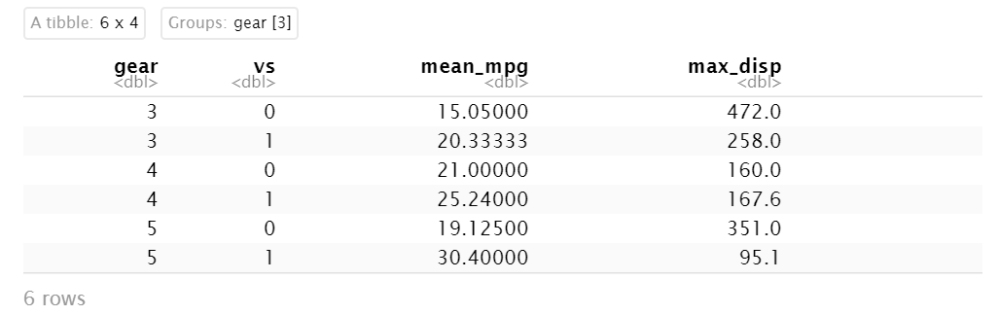 A tibble: 6 x 4 Groups: gear [3]
gear vs mean_mpg max_disp
<dbl> <dbl> <dbl> <dbl>
3 0 15.05000 472.0
3 1 20.33333 258.0
4 0 21.00000 160.0
4 1 25.24000 167.6
5 0 19.12500 351.0
5 1 30.40000 95.1
6 rows